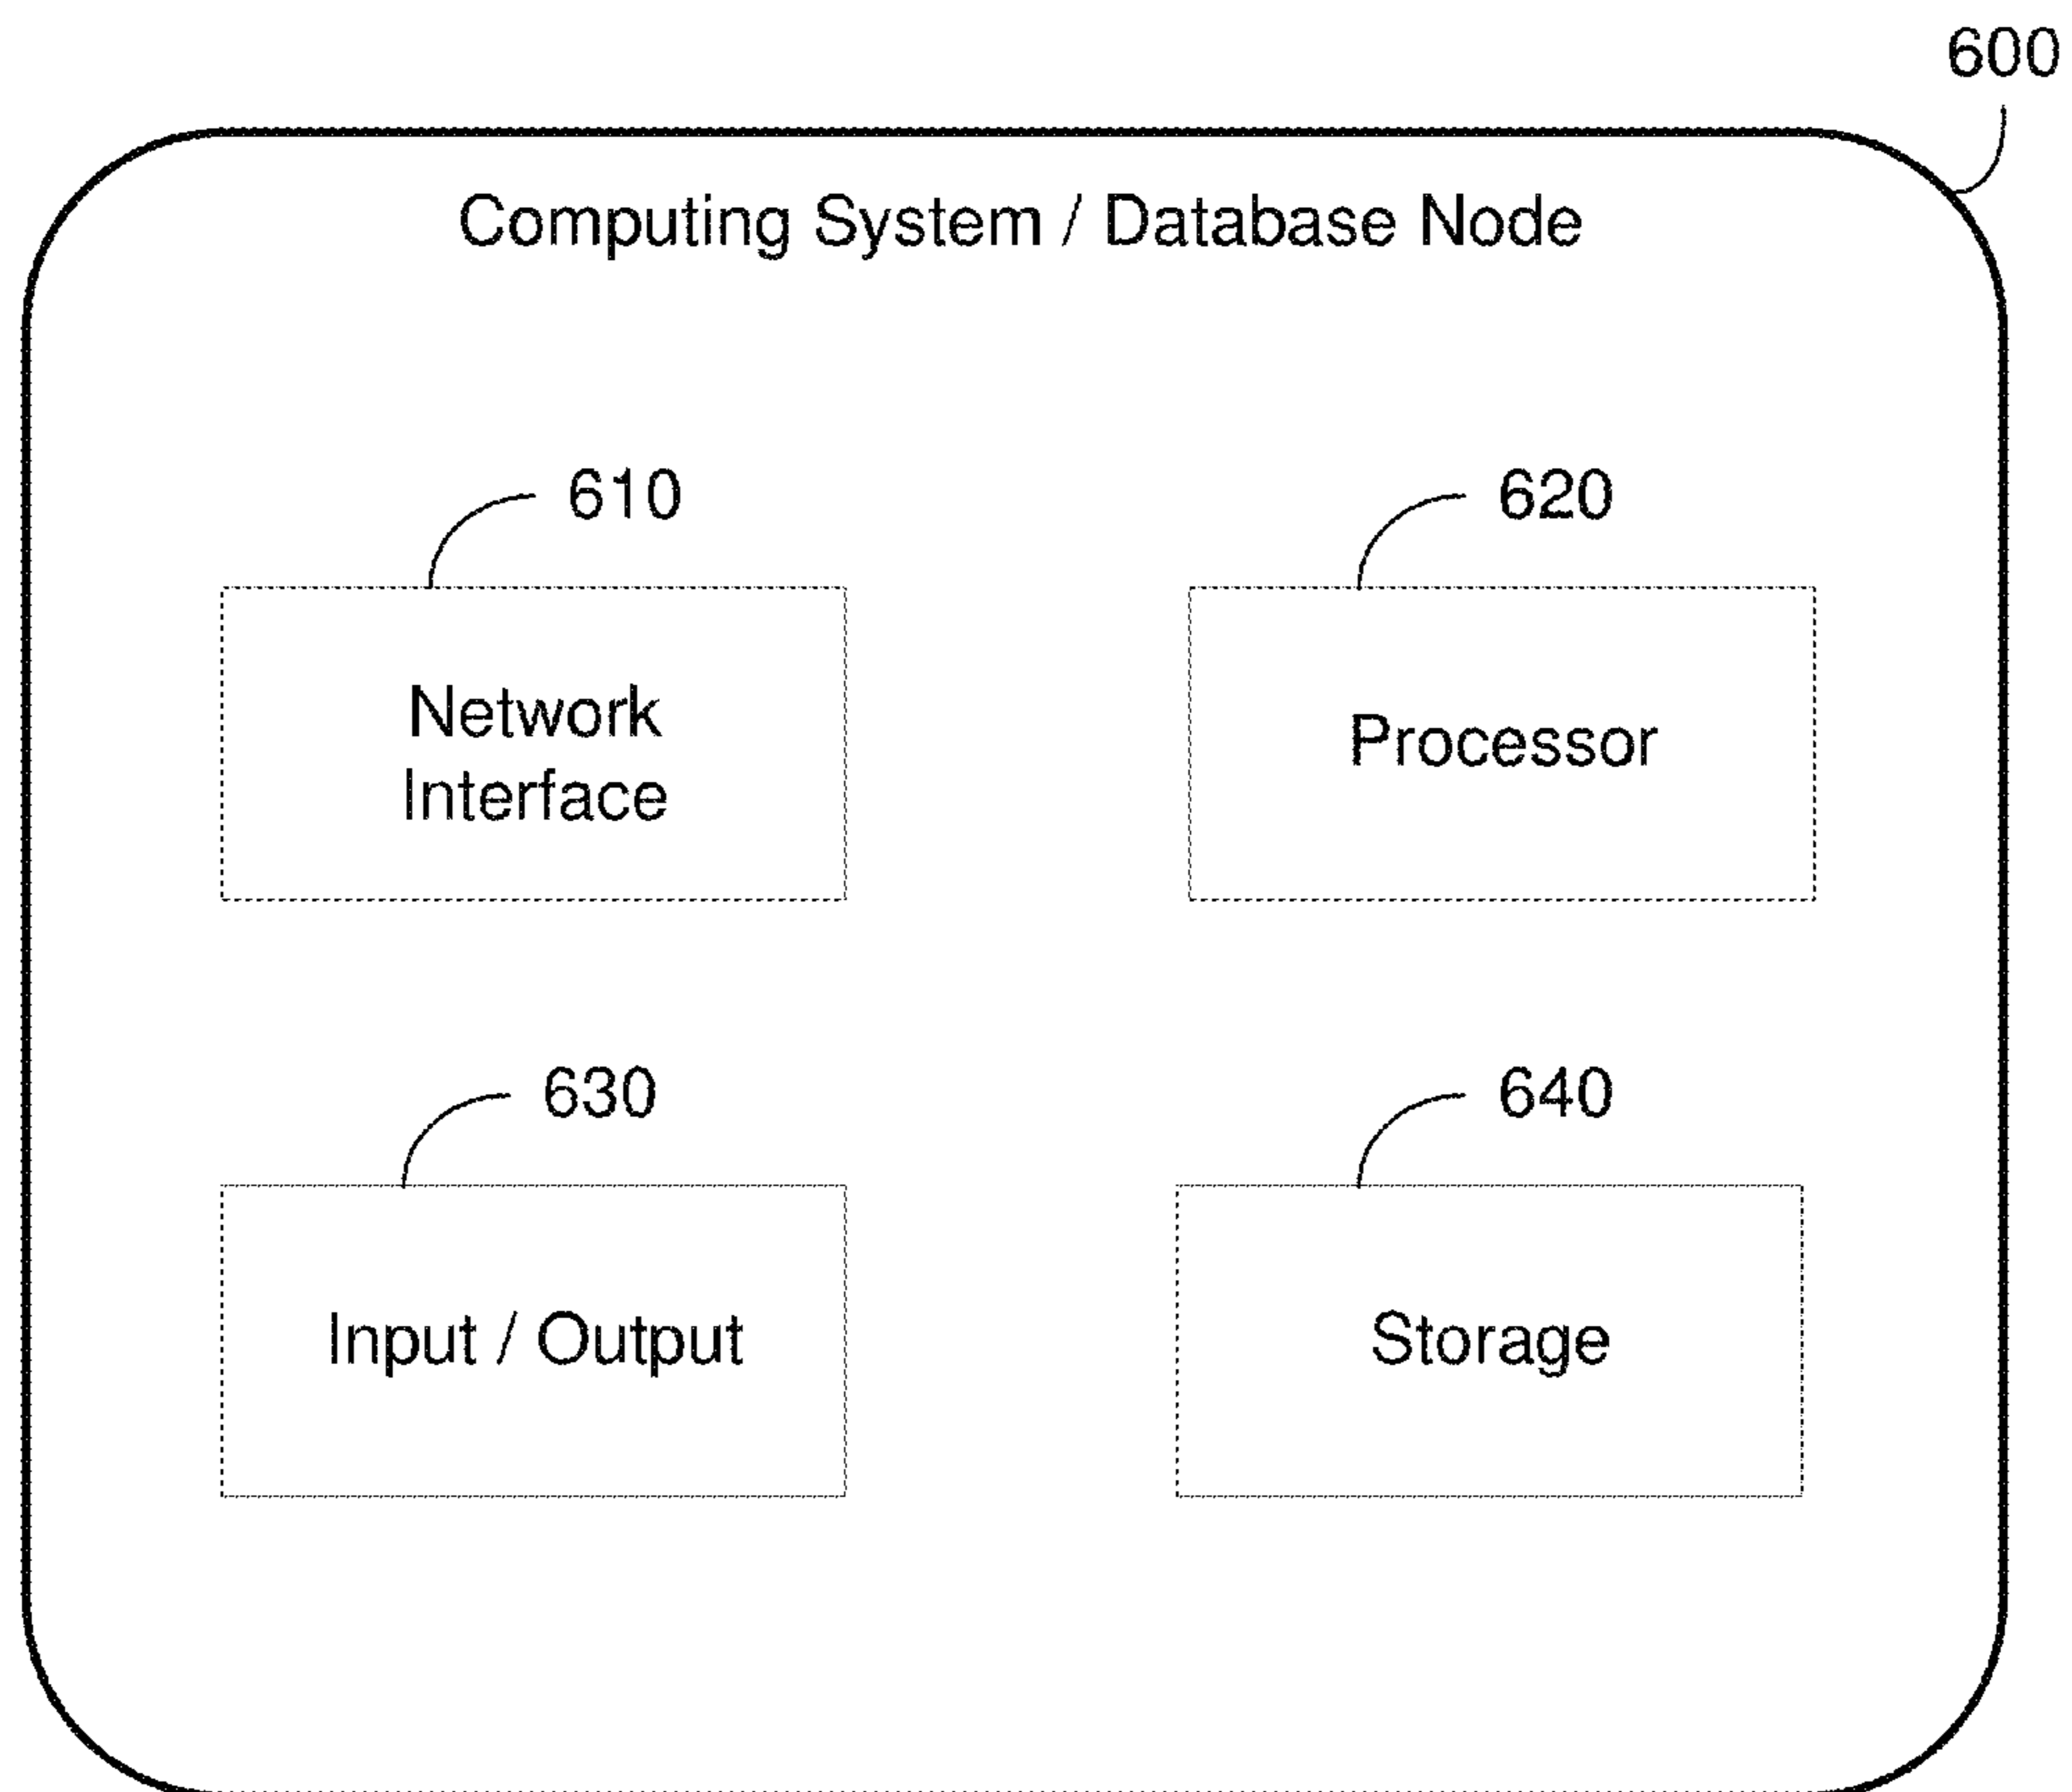 600
Computing System / Database Node
610
620
Network
Interface
Processor
630
640
Input / Output
Storage